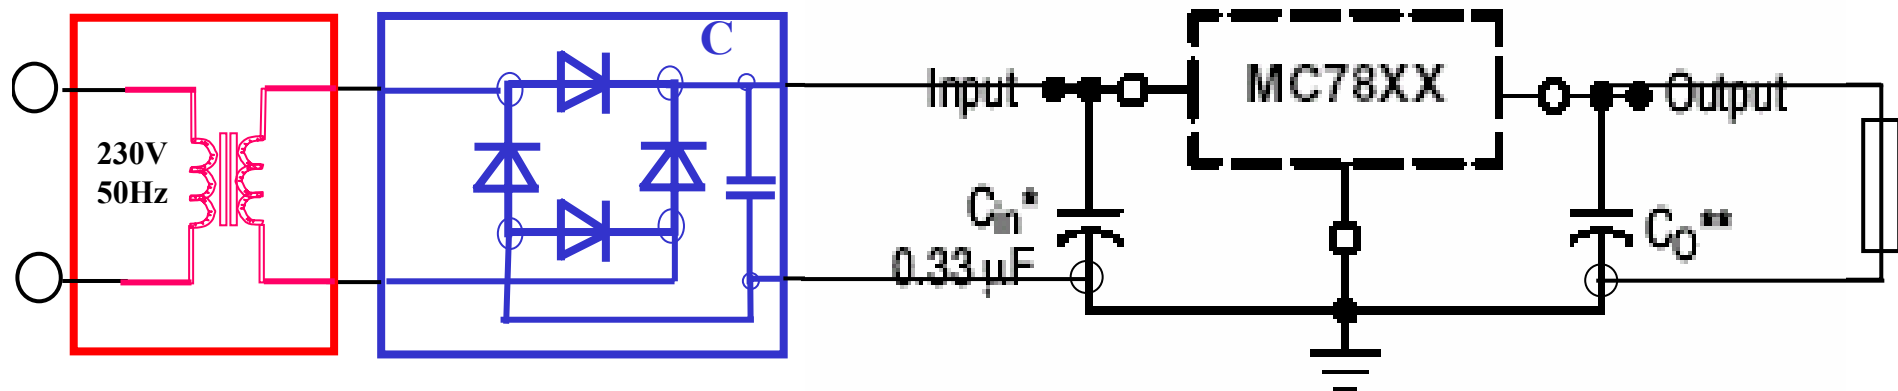 C
230V
50Hz
Input
MC78XX
Output
Cin*
0.33 µF
CO**